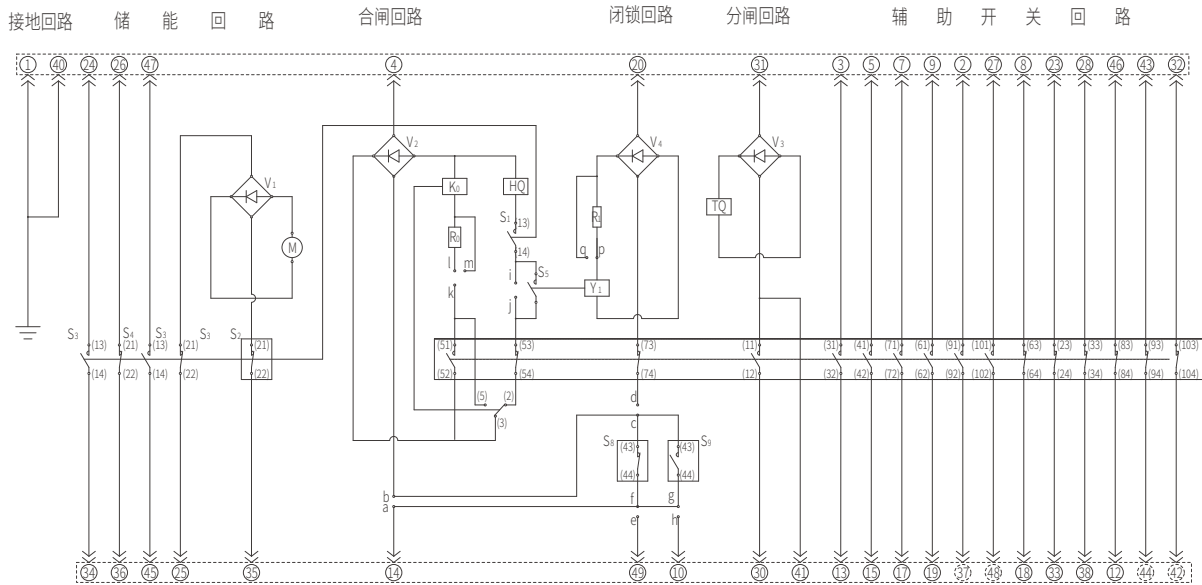 接地回路 储能回路 合闸回路 闭锁回路 分闸回路 辅助开关回路
1 40 24 26 47 4 20 31 3 5 7 9 2 27 8 23 28 46 43 32
V2 V4 V3
V1 K0 HQ
R1 TQ
S1 (13)
R0 M
(14) q p
l m i S5
k j Y1
S3 S4 S3 S3 S2
(13) (21) (13) (21) (21) (51) (53) (73) (11) (31) (41) (71) (61) (91) (101) (63) (23) (33) (83) (93) (103)
(14) (22) (14) (22) (22) (52) (54) (74) (12) (32) (42) (72) (62) (92) (102) (64) (24) (34) (84) (94) (104)
(5) (2) d
(3) c
S8 (43) (43) S9
(44) (44)
b f g
a
e h
34 36 45 25 35 14 49 10 30 41 13 15 17 19 37 48 18 33 38 12 44 42